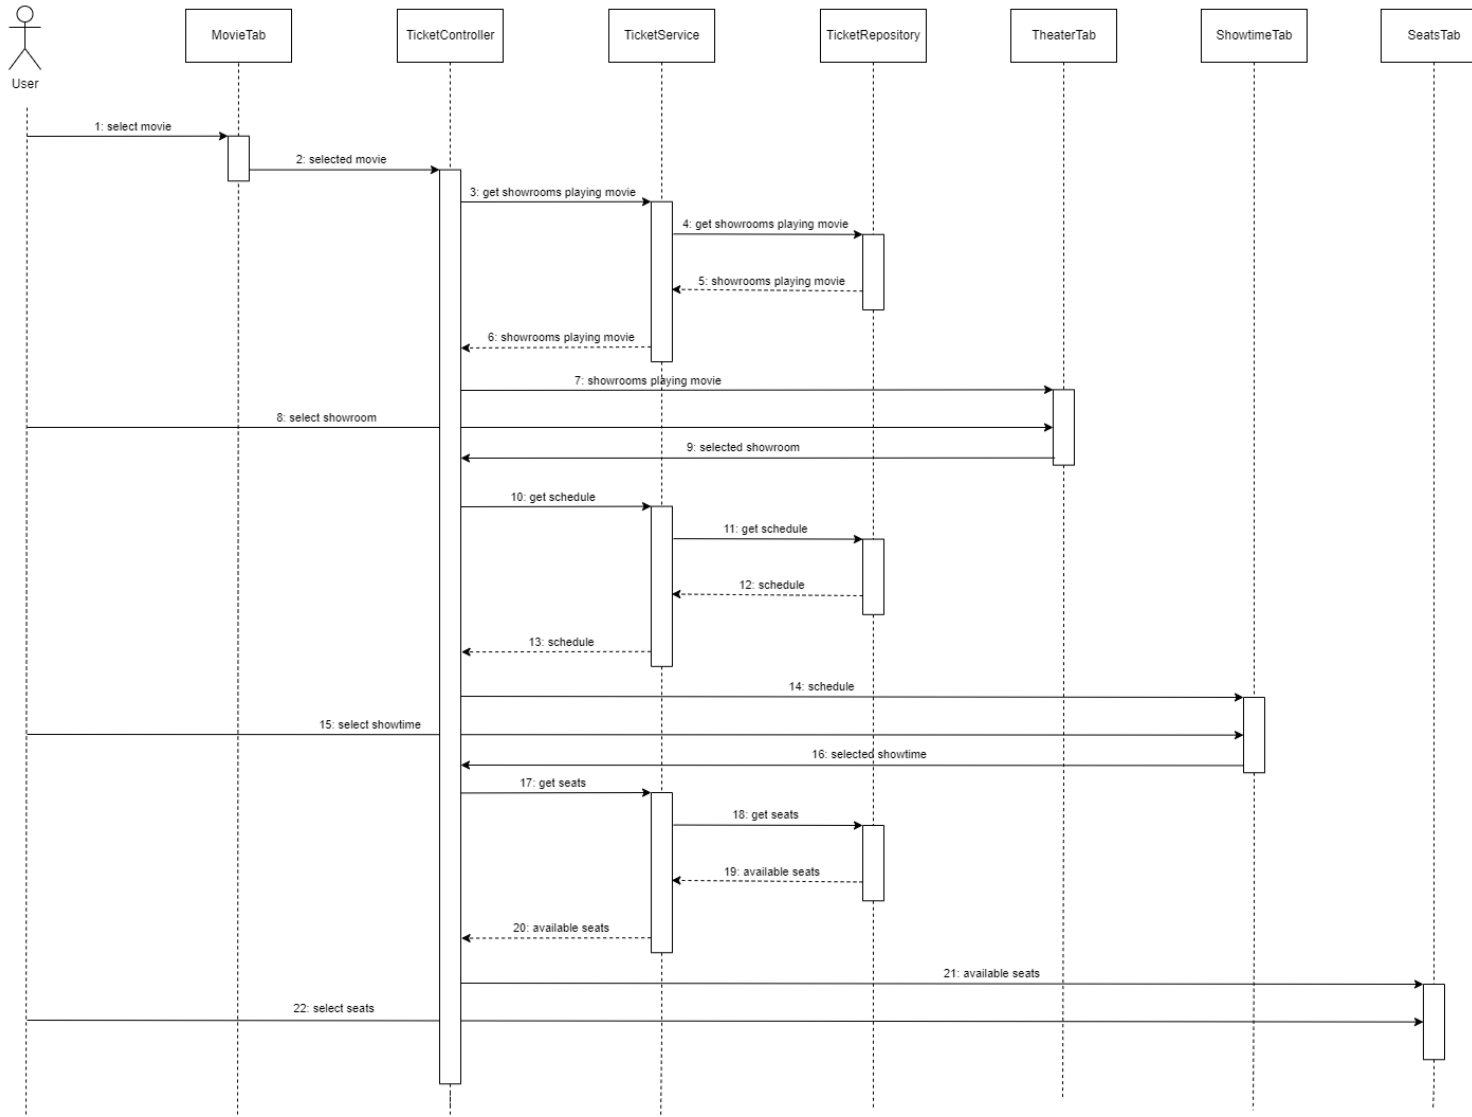 MovieTab
TicketController
TicketService
TicketRepository
TheaterTab
ShowtimeTab
SeatsTab
User
1: select movie
2: selected movie
3: get showrooms playing movie
4: get showrooms playing movie
5: showrooms playing movie
6: showrooms playing movie
7: showrooms playing movie
8: select showroom
9: selected showroom
10: get schedule
11: get schedule
12: schedule
13: schedule
14: schedule
15: select showtime
16: selected showtime
17: get seats
18: get seats
19: available seats
20: available seats
21: available seats
22: select seats